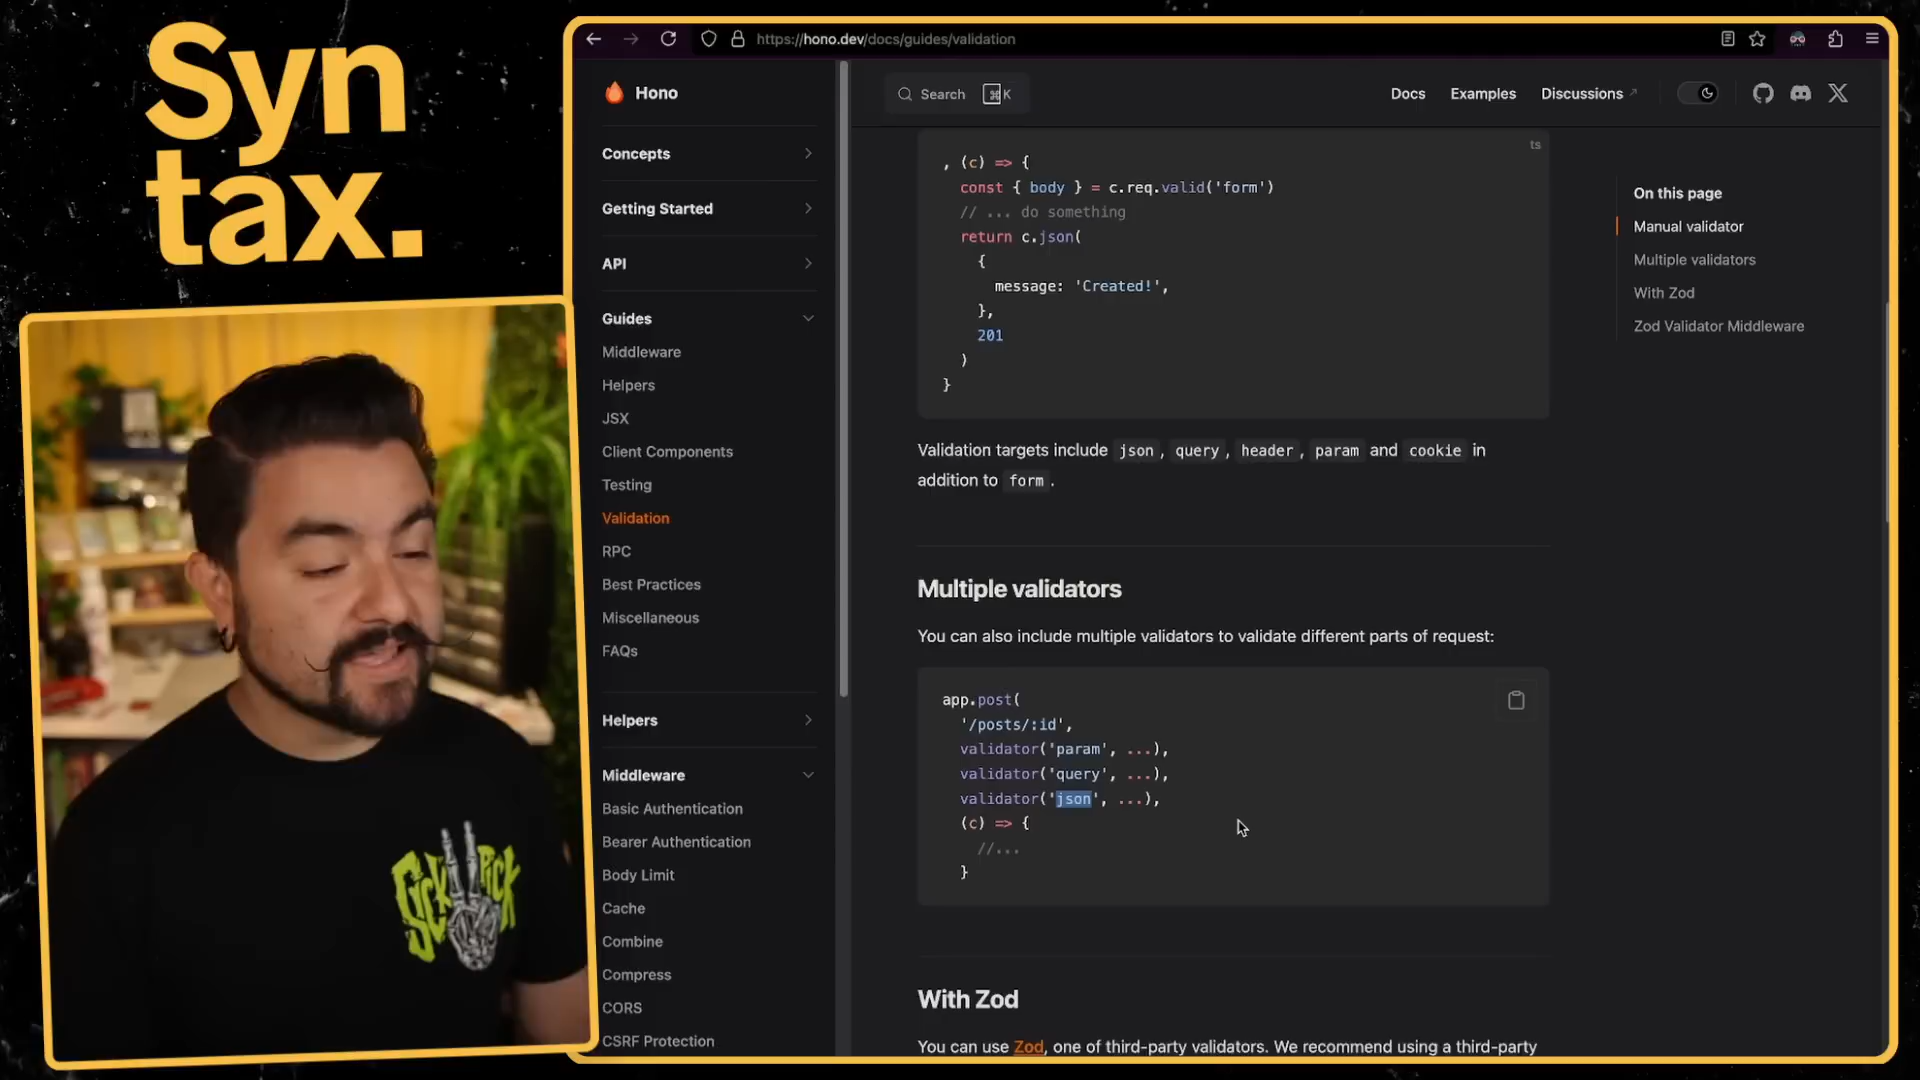 Syn
tax.
SICK PICK
https://hono.dev/docs/guides/validation
Hono
Concepts
Getting Started
API
Guides
Middleware
Helpers
JSX
Client Components
Testing
Validation
RPC
Best Practices
Miscellaneous
FAQs
Helpers
Middleware
Basic Authentication
Bearer Authentication
Body Limit
Cache
Combine
Compress
CORS
CSRF Protection
Search ⌘ K
Docs Examples Discussions
ts
, (c) => {
const { body } = c.req.valid('form')
// ... do something
return c.json(
{
message: 'Created!',
},
201
)
}
Validation targets include json, query, header, param and cookie in
addition to form.
Multiple validators
You can also include multiple validators to validate different parts of request:
app.post(
'/posts/:id',
validator('param', ...),
validator('query', ...),
validator('json', ...),
(c) => {
//...
}
With Zod
You can use Zod, one of third-party validators. We recommend using a third-party
On this page
Manual validator
Multiple validators
With Zod
Zod Validator Middleware